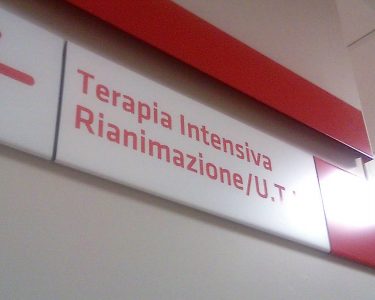 Terapia Intensiva
Rianimazione/U.T.